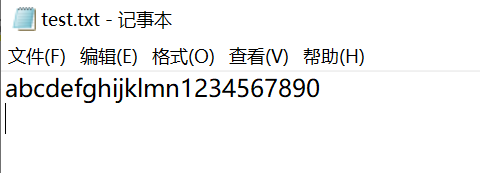 test.txt - 记事本
文件(F) 编辑(E) 格式(O) 查看(V) 帮助(H)
abcdefghijklmn1234567890